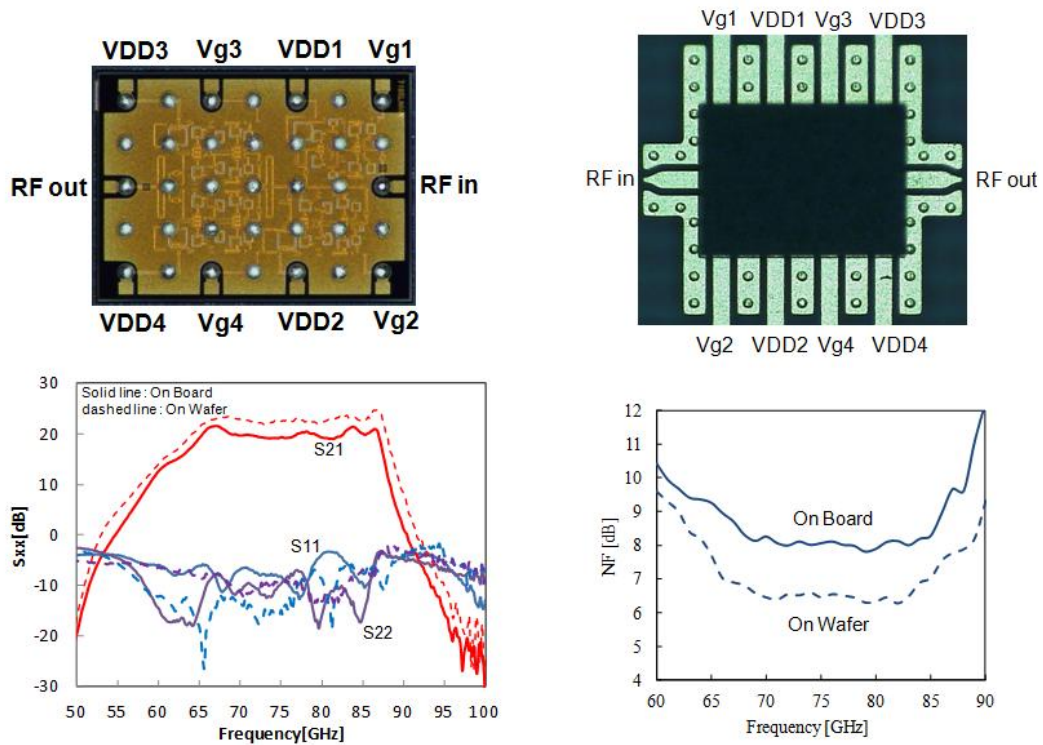 VDD3 Vg3 VDD1 Vg1
RF out RF in
VDD4 Vg4 VDD2 Vg2
Vg1 VDD1 Vg3 VDD3
RF in RF out
Vg2 VDD2 Vg4 VDD4
Solid line : On Board
dashed line : On Wafer
S21
S11
S22
Sxx[dB]
30
20
10
0
-10
-20
-30
50 55 60 65 70 75 80 85 90 95 100
Frequency[GHz]
NF [dB]
12
11
10
9
8
7
6
5
4
On Board
On Wafer
60 65 70 75 80 85 90
Frequency [GHz]